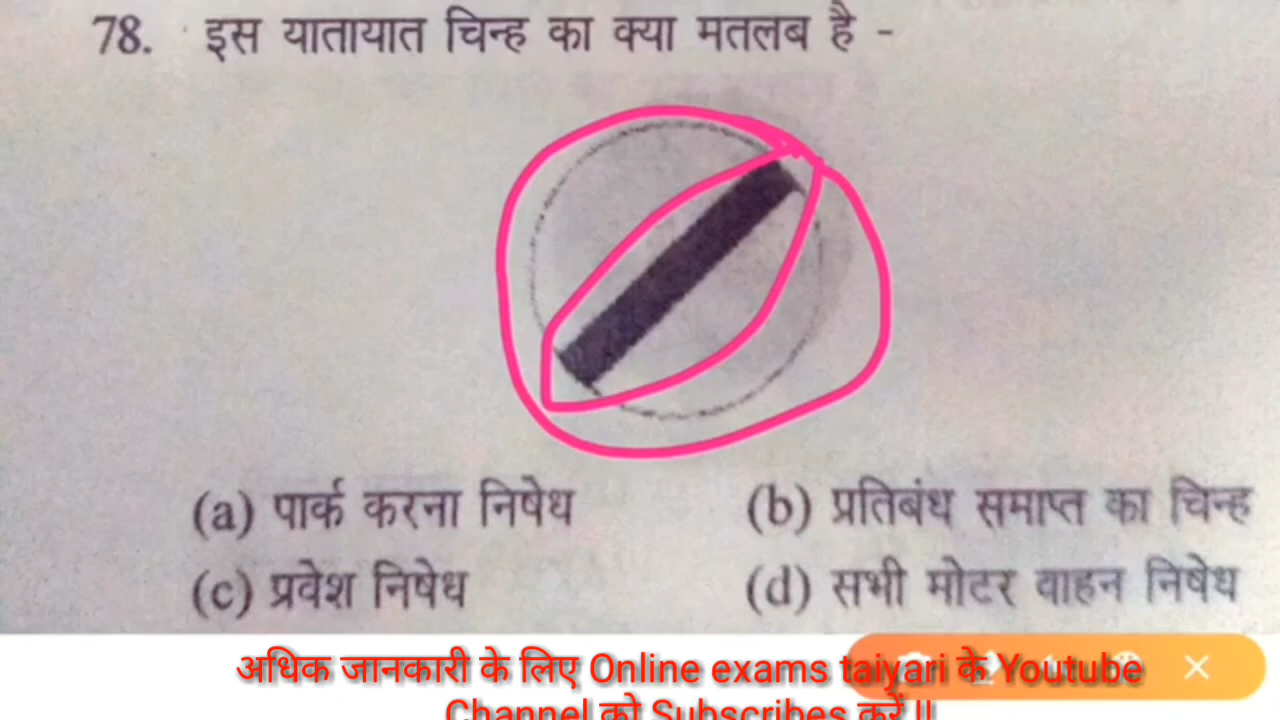 78. इस यातायात चिन्ह का क्या मतलब है -
(a) पार्क करना निषेध (b) प्रतिबंध समाप्त का चिन्ह
(c) प्रवेश निषेध (d) सभी मोटर वाहन निषेध
अधिक जानकारी के लिए Online exams taiyari के Youtube
Channel को Subscribes करें !!